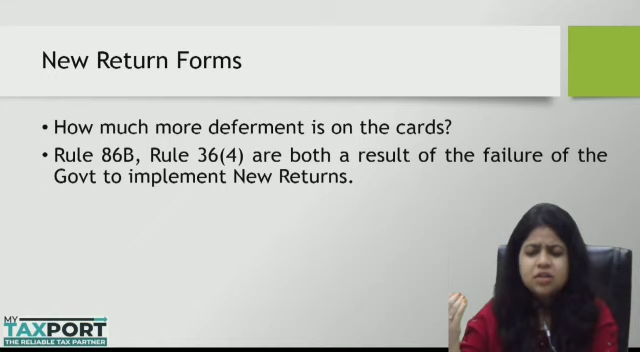 New Return Forms
• How much more deferment is on the cards?
• Rule 86B, Rule 36(4) are both a result of the failure of the
Govt to implement New Returns.
MY
TAXPORT
THE RELIABLE TAX PARTNER